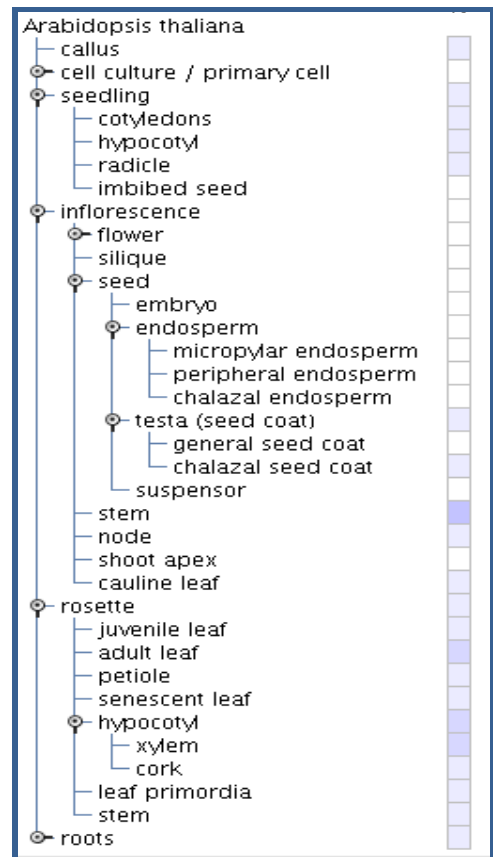 Arabidopsis thaliana
callus
cell culture / primary cell
seedling
cotyledons
hypocotyl
radicle
imbibed seed
inflorescence
flower
silique
seed
embryo
endosperm
micropylar endosperm
peripheral endosperm
chalazal endosperm
testa (seed coat)
general seed coat
chalazal seed coat
suspensor
stem
node
shoot apex
cauline leaf
rosette
juvenile leaf
adult leaf
petiole
senescent leaf
hypocotyl
xylem
cork
leaf primordia
stem
roots